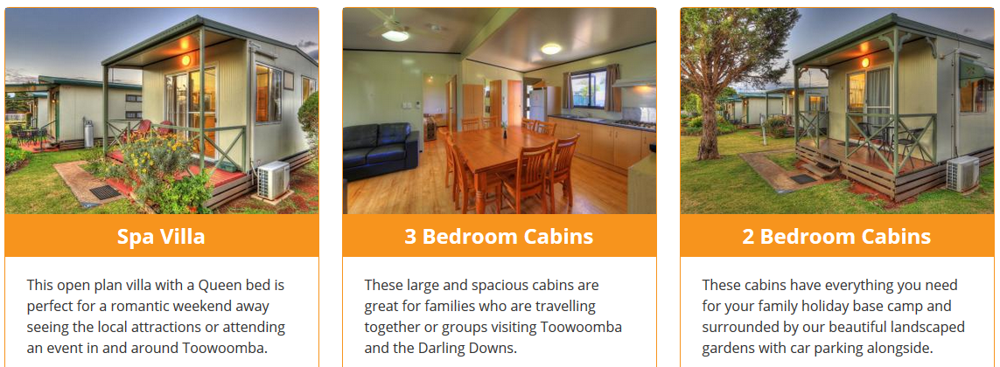 Spa Villa
This open plan villa with a Queen bed is
perfect for a romantic weekend away
seeing the local attractions or attending
an event in and around Toowoomba.
3 Bedroom Cabins
These large and spacious cabins are
great for families who are travelling
together or groups visiting Toowoomba
and the Darling Downs.
2 Bedroom Cabins
These cabins have everything you need
for your family holiday base camp and
surrounded by our beautiful landscaped
gardens with car parking alongside.